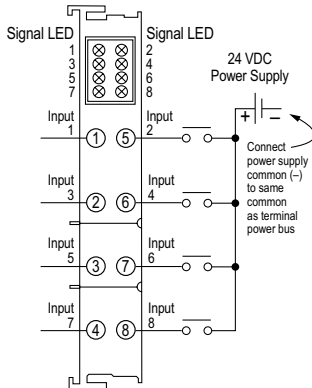 Signal LED Signal LED
1 2
3 4
5 6
7 8
24 VDC
Power Supply
+ −
Connect
power supply
common (–)
to same
common
as terminal
power bus
Input 1 1 5 Input 2
Input 3 2 6 Input 4
Input 5 3 7 Input 6
Input 7 4 8 Input 8